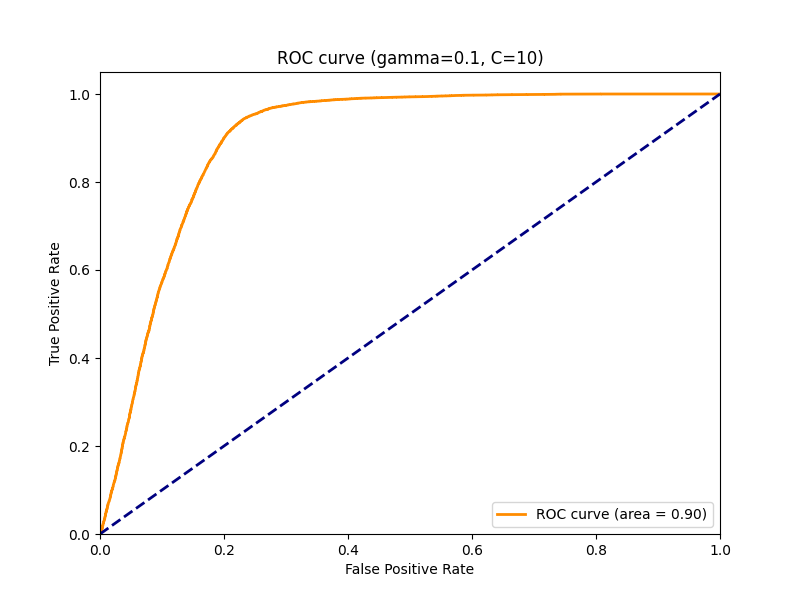 ROC curve (gamma=0.1, C=10)
True Positive Rate
1.0
0.8
0.6
0.4
0.2
0.0
ROC curve (area = 0.90)
0.0 0.2 0.4 0.6 0.8 1.0
False Positive Rate